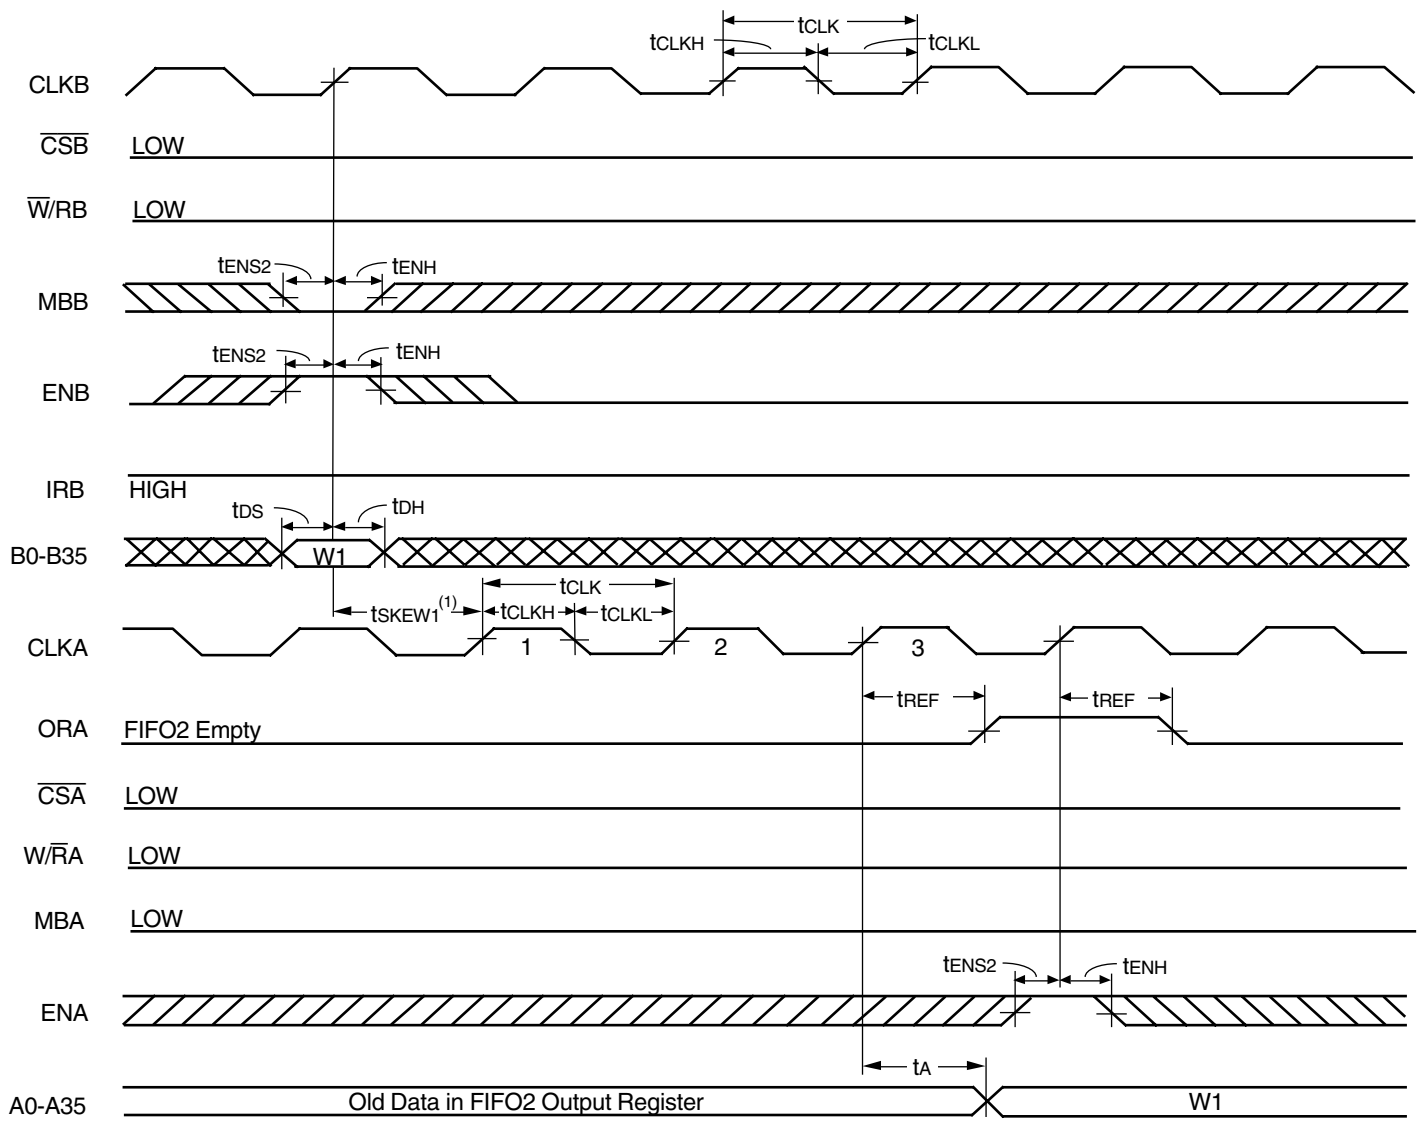 tCLK
tCLKH
tCLKL
CLKB
CSB LOW
W/RB LOW
tENS2 tENH
MBB
tENS2 tENH
ENB
IRB HIGH
tDS tDH
B0-B35 W1
tCLK
tSKEW1(1) tCLKH tCLKL
CLKA 1 2 3
tREF tREF
ORA FIFO2 Empty
CSA LOW
W/RA LOW
MBA LOW
tENS2 tENH
ENA
tA
A0-A35 Old Data in FIFO2 Output Register W1